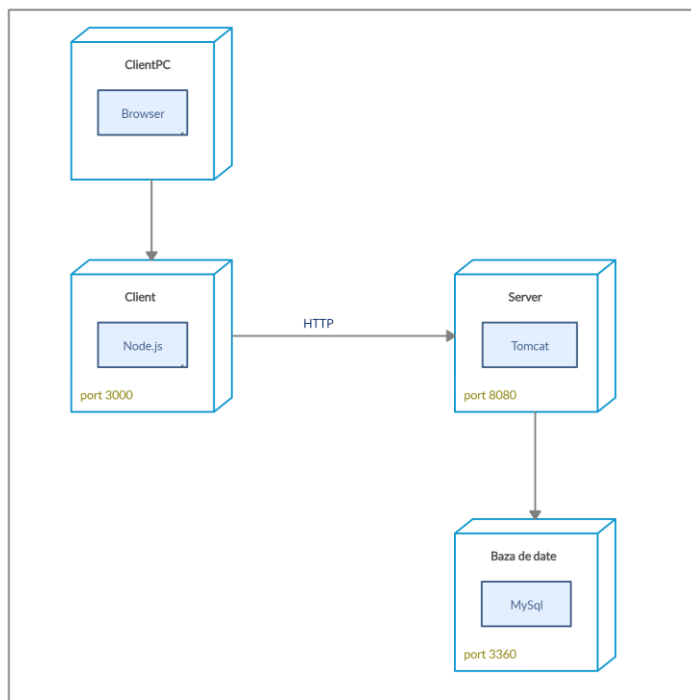 ClientPC
Browser
Client
Node.js
port 3000
HTTP
Server
Tomcat
port 8080
Baza de date
MySql
port 3360